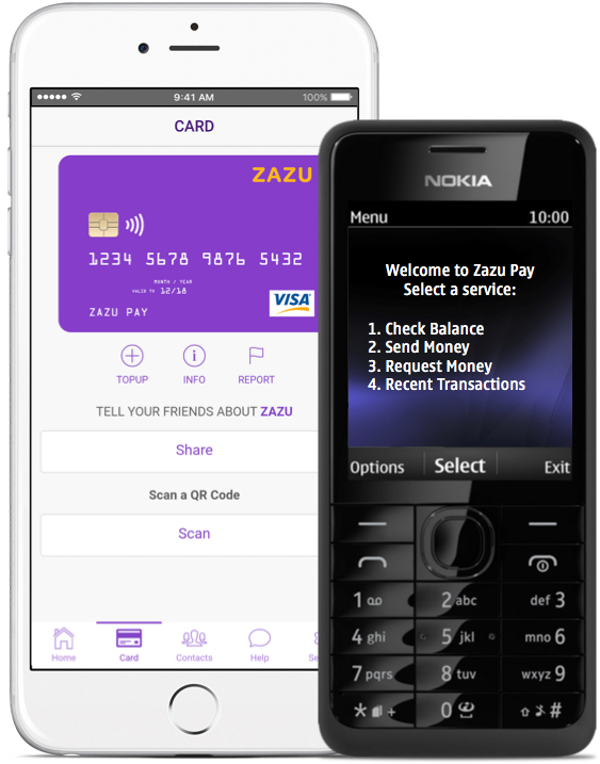 9:41 AM
100%
CARD
ZAZU
1234 5678 9876 5432
MONTH / YEAR
VALID TO 12/18
ZAZU PAY
VISA
TOPUP INFO REPORT
TELL YOUR FRIENDS ABOUT ZAZU
Share
Scan a QR Code
Scan
Home Card Contacts Help
NOKIA
Menu 10:00
Welcome to Zazu Pay
Select a service:
1. Check Balance
2. Send Money
3. Request Money
4. Recent Transactions
Options Select Exit
1 2 abc def 3
4 ghi 5 jkl mno 6
7 pqrs 8 tuv wxyz 9
* + 0 #